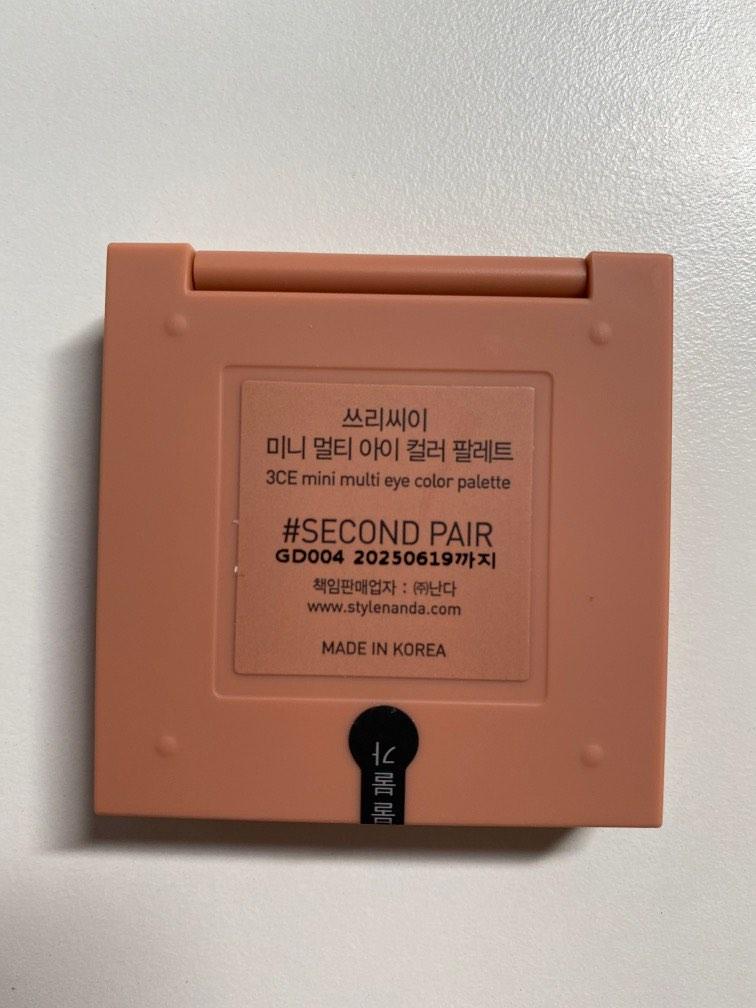 쓰리씨이
미니 멀티 아이 컬러 팔레트
3CE mini multi eye color palette
#SECOND PAIR
GD004 20250619까지
책임판매업자 : ㈜난다
www.stylenanda.com
MADE IN KOREA